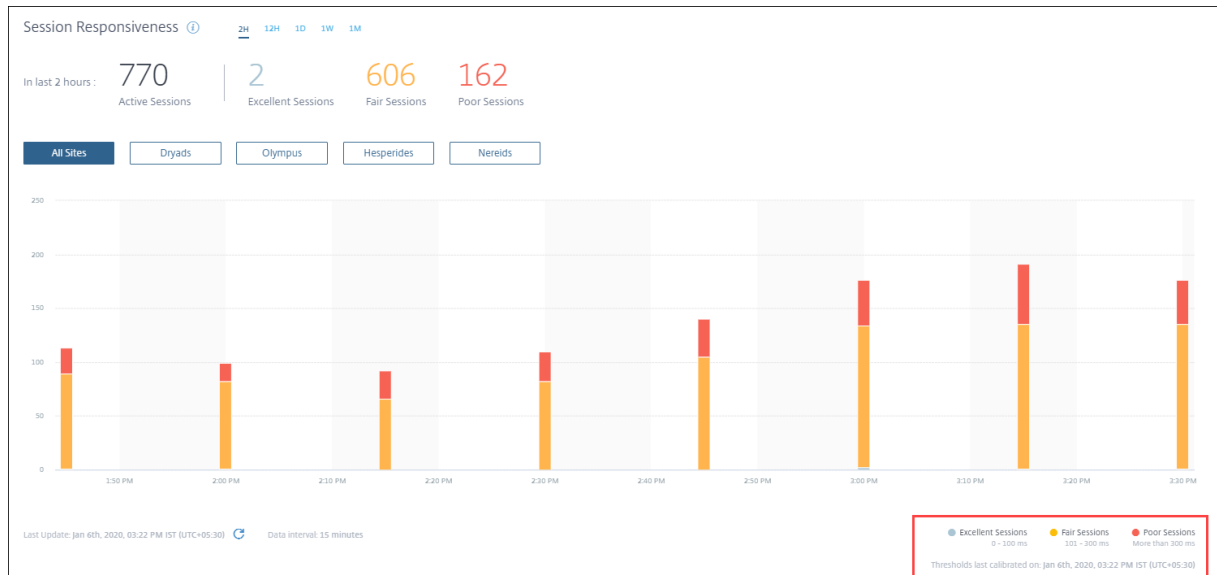 Session Responsiveness i 2H 12H 1D 1W 1M
In last 2 hours : 770 2 606 162
Active Sessions Excellent Sessions Fair Sessions Poor Sessions
All Sites Dryads Olympus Hesperides Nereids
250
200
150
100
50
0
1:50 PM 2:00 PM 2:10 PM 2:20 PM 2:30 PM 2:40 PM 2:50 PM 3:00 PM 3:10 PM 3:20 PM 3:30 PM
Last Update: Jan 6th, 2020, 03:22 PM IST (UTC+05:30) Data interval: 15 minutes
Excellent Sessions Fair Sessions Poor Sessions
0 - 100 ms 101 - 300 ms More than 300 ms
Thresholds last calibrated on: Jan 6th, 2020, 03:22 PM IST (UTC+05:30)